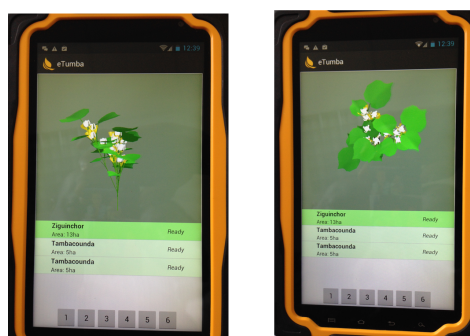 12:39
eTumba
Ziguinchor
Area: 13ha
Ready
Tambacounda
Area: 5ha
Ready
Tambacounda
Area: 5ha
Ready
1 2 3 4 5 6
12:39
eTumba
Ziguinchor
Area: 13ha
Ready
Tambacounda
Area: 5ha
Ready
Tambacounda
Area: 5ha
Ready
1 2 3 4 5 6